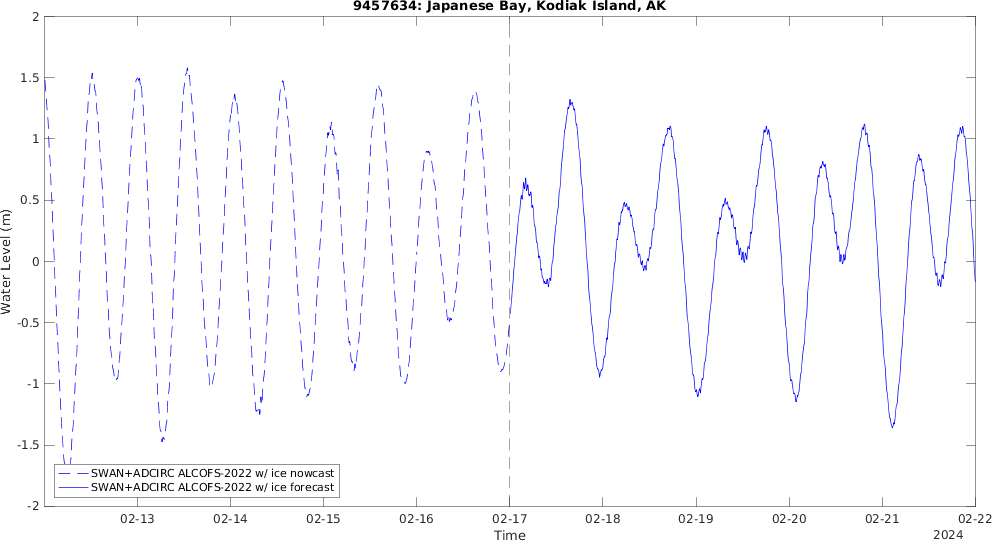 9457634: Japanese Bay, Kodiak Island, AK
2
1.5
1
0.5
0
-0.5
-1
-1.5
-2
Water Level (m)
SWAN+ADCIRC ALCOFS-2022 w/ ice nowcast
SWAN+ADCIRC ALCOFS-2022 w/ ice forecast
02-13 02-14 02-15 02-16 02-17 02-18 02-19 02-20 02-21 02-22
Time
2024